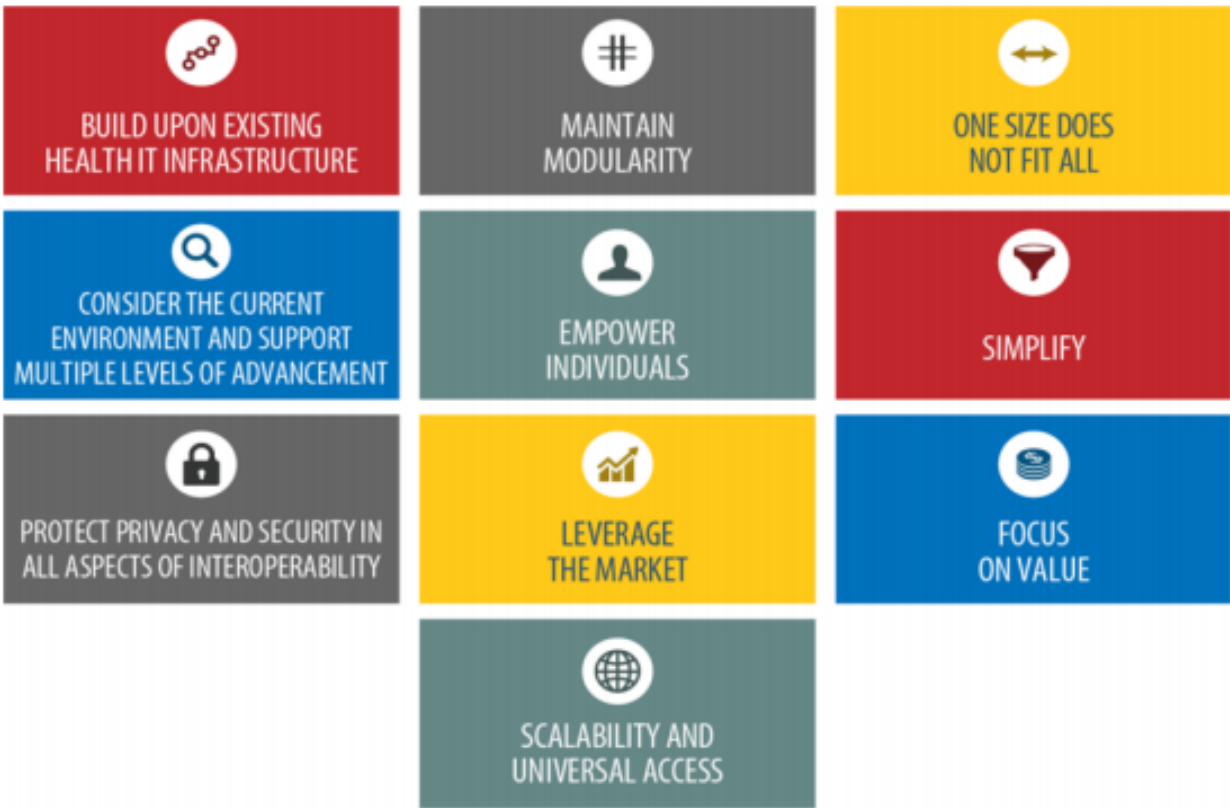 BUILD UPON EXISTING
HEALTH IT INFRASTRUCTURE
MAINTAIN
MODULARITY
ONE SIZE DOES
NOT FIT ALL
CONSIDER THE CURRENT
ENVIRONMENT AND SUPPORT
MULTIPLE LEVELS OF ADVANCEMENT
EMPOWER
INDIVIDUALS
SIMPLIFY
PROTECT PRIVACY AND SECURITY IN
ALL ASPECTS OF INTEROPERABILITY
LEVERAGE
THE MARKET
FOCUS
ON VALUE
SCALABILITY AND
UNIVERSAL ACCESS